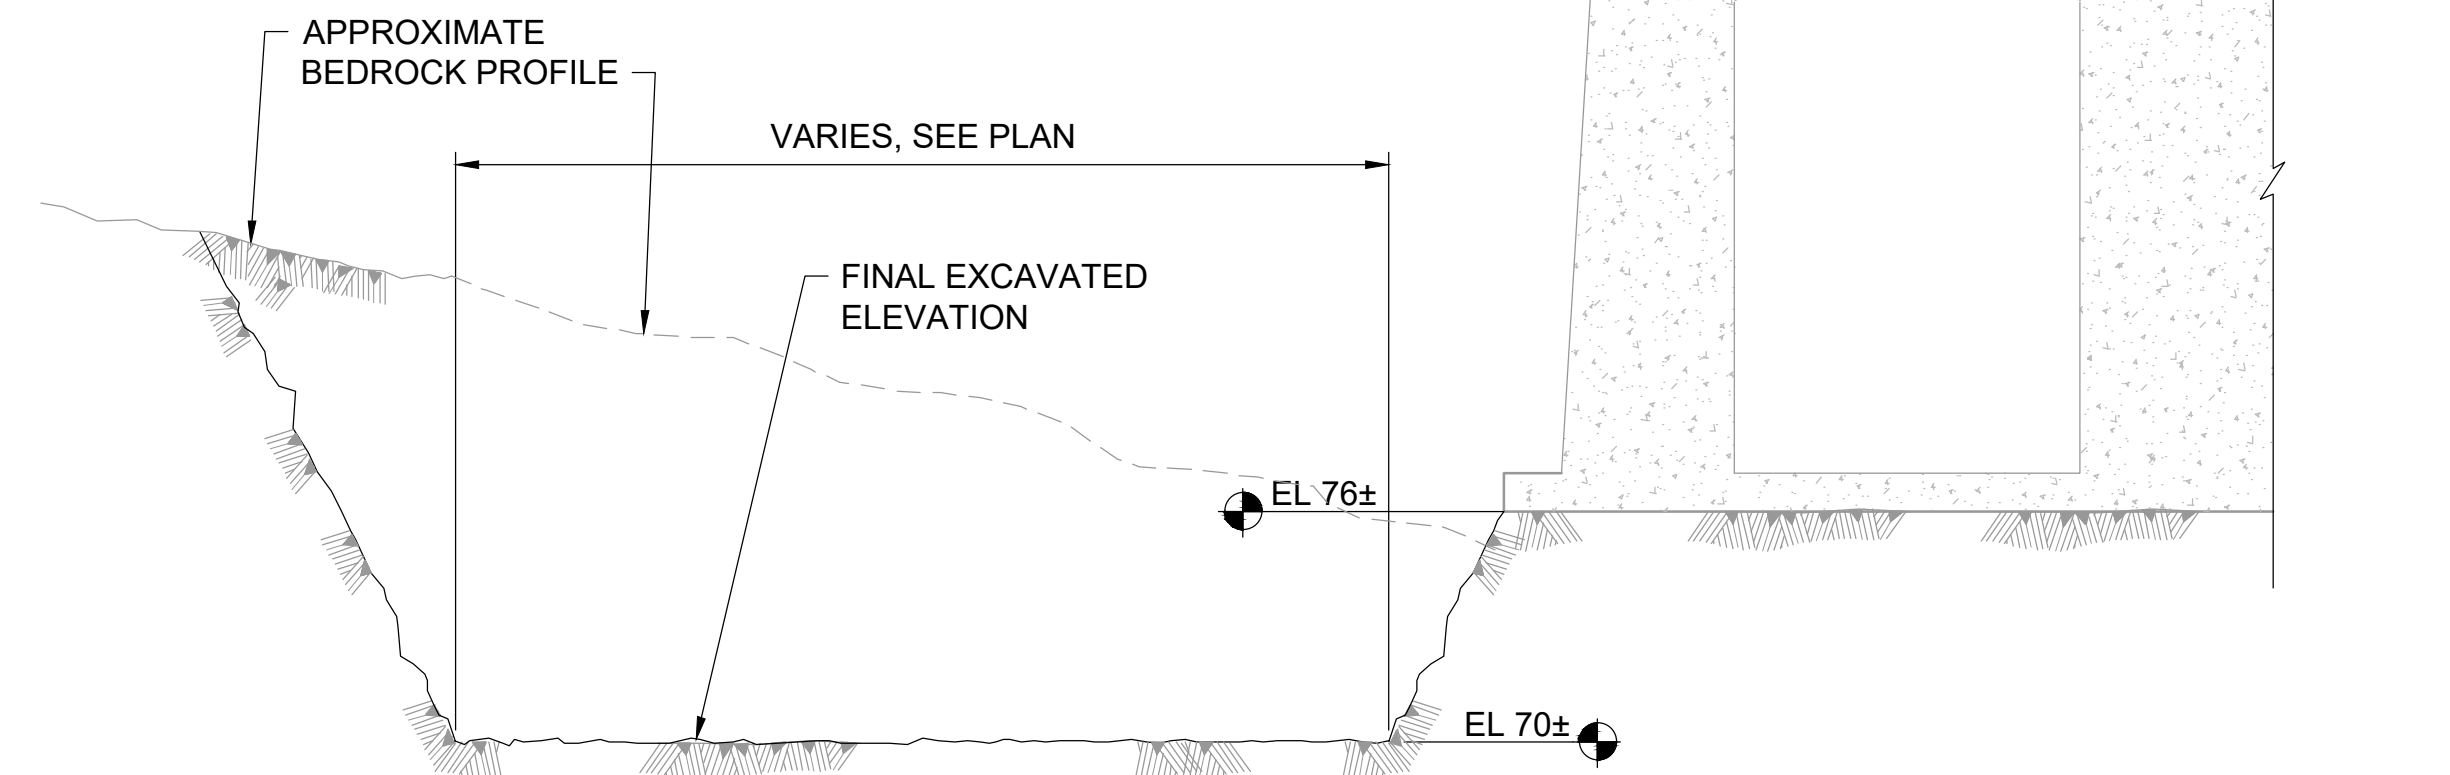 APPROXIMATE
BEDROCK PROFILE
VARIES, SEE PLAN
FINAL EXCAVATED
ELEVATION
EL 76±
EL 70±